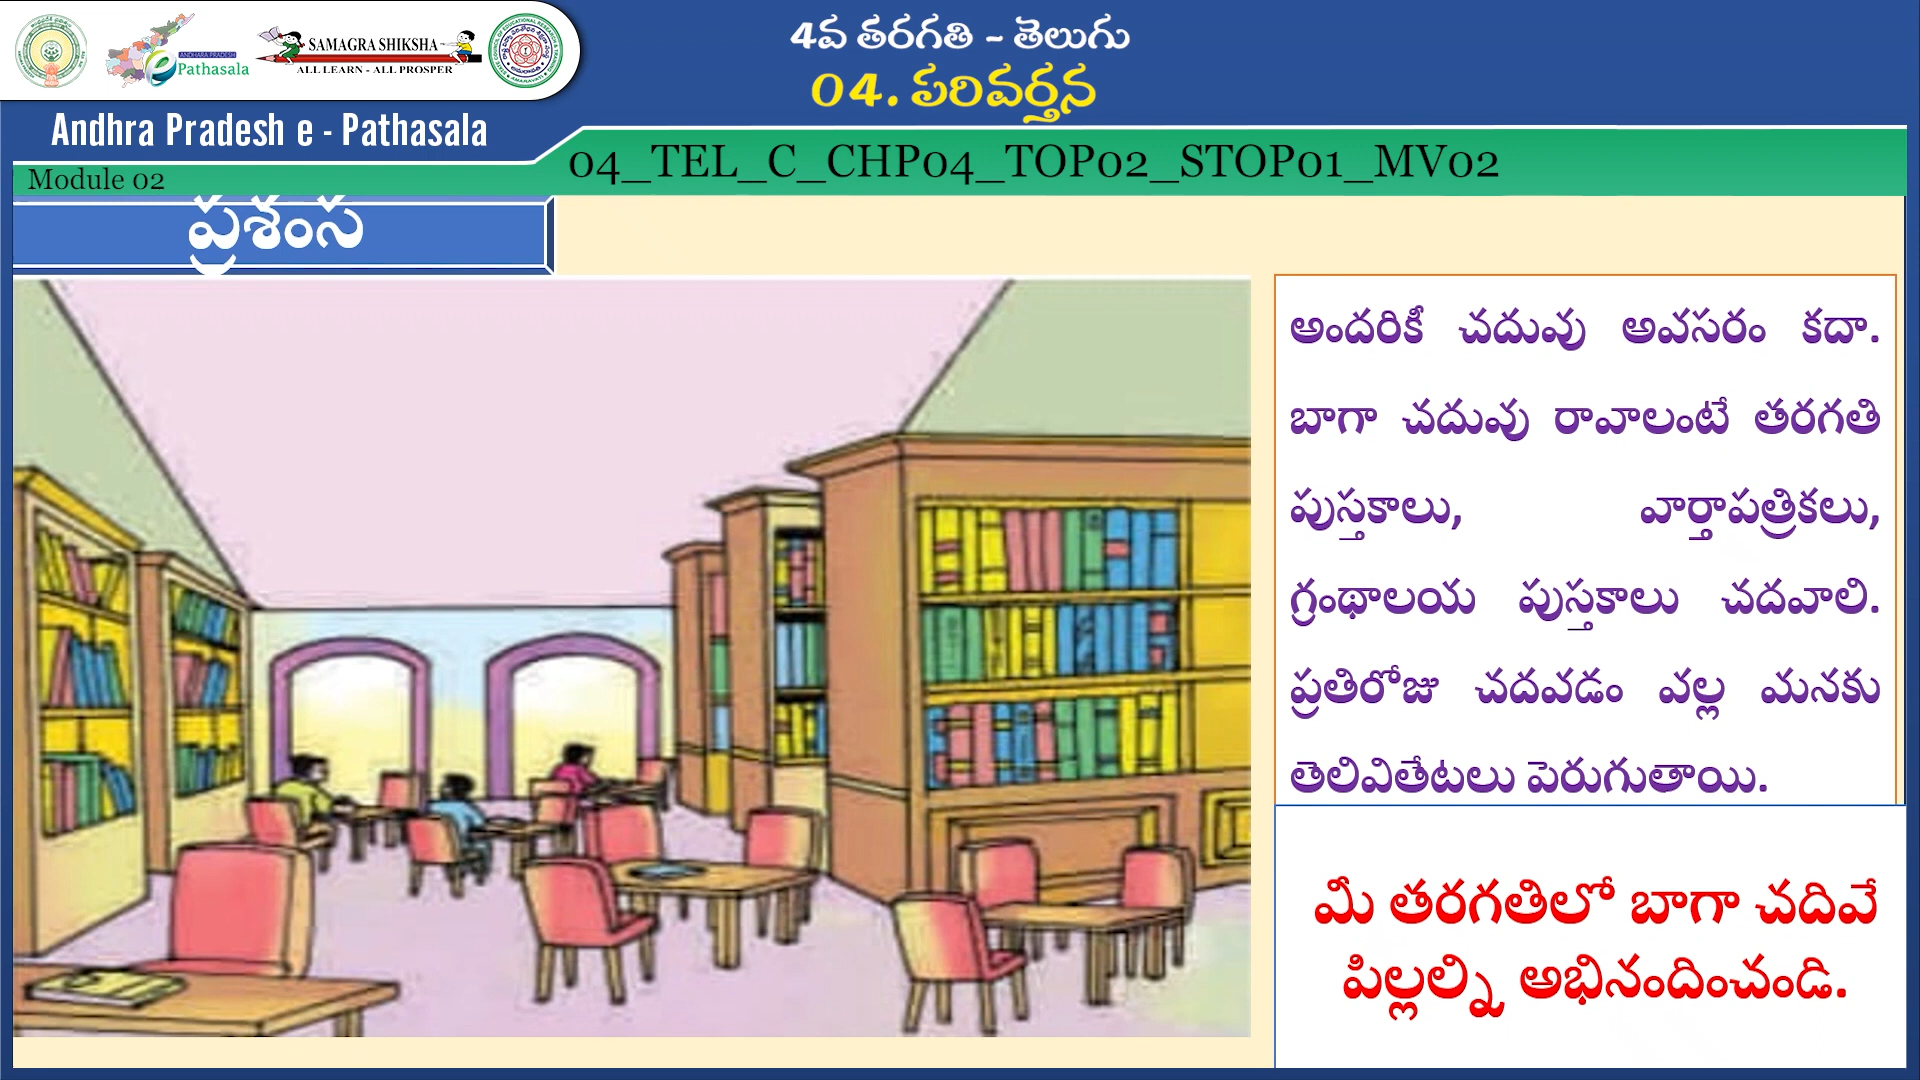 ANDHRA PRADESH
e Pathasala
SAMAGRA SHIKSHA
ALL LEARN - ALL PROSPER
4వ తరగతి - తెలుగు
04. పరివర్తన
Andhra Pradesh e - Pathasala
Module 02
04_TEL_C_CHP04_TOP02_STOP01_MV02
ప్రశంస
అందరికీ చదువు అవసరం కదా.
బాగా చదువు రావాలంటే తరగతి
పుస్తకాలు, వార్తాపత్రికలు,
గ్రంథాలయ పుస్తకాలు చదవాలి.
ప్రతిరోజు చదవడం వల్ల మనకు
తెలివితేటలు పెరుగుతాయి.
మీ తరగతిలో బాగా చదివే
పిల్లల్ని అభినందించండి.